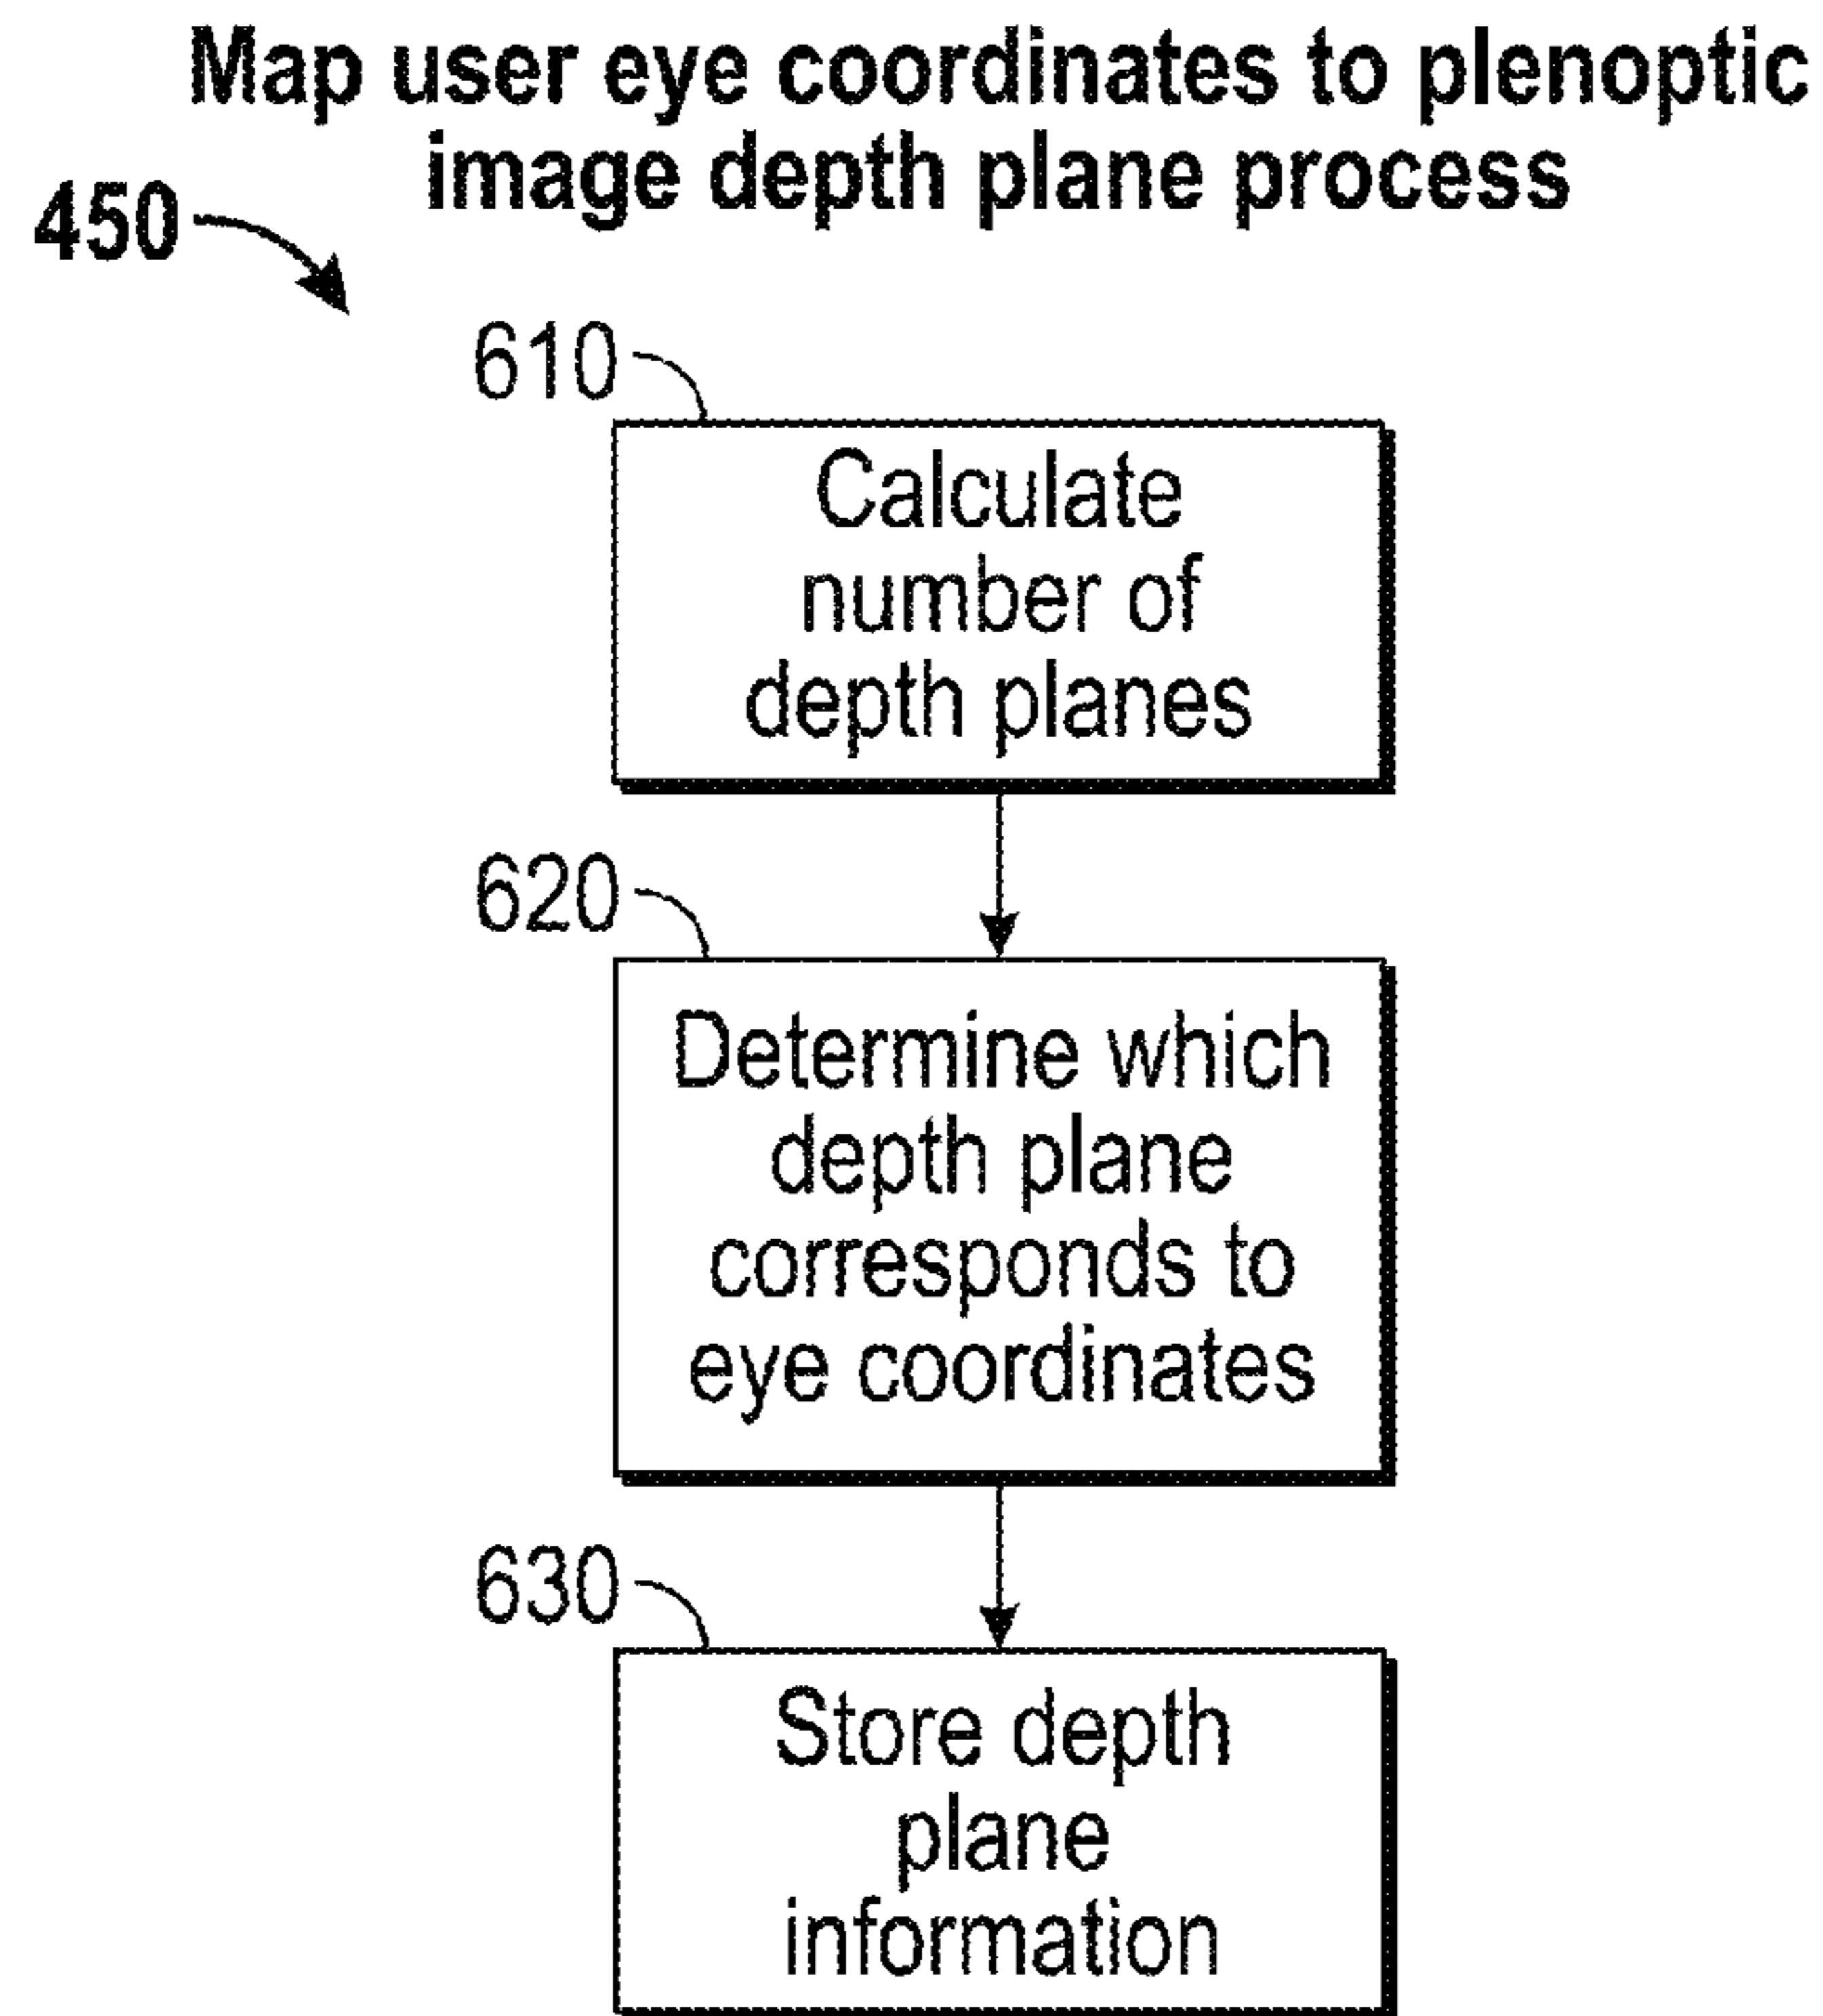 Map user eye coordinates to plenoptic
image depth plane process
450
610
Calculate
number of
depth planes
620
Determine which
depth plane
corresponds to
eye coordinates
630
Store depth
plane
information